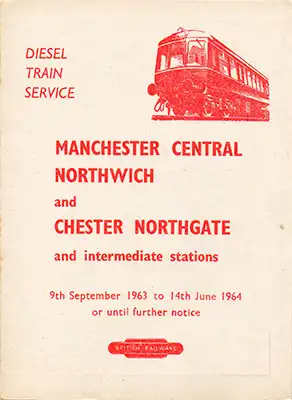 DIESEL
TRAIN
SERVICE
MANCHESTER CENTRAL
NORTHWICH
and
CHESTER NORTHGATE
and intermediate stations
9th September 1963 to 14th June 1964
or until further notice
BRITISH RAILWAYS